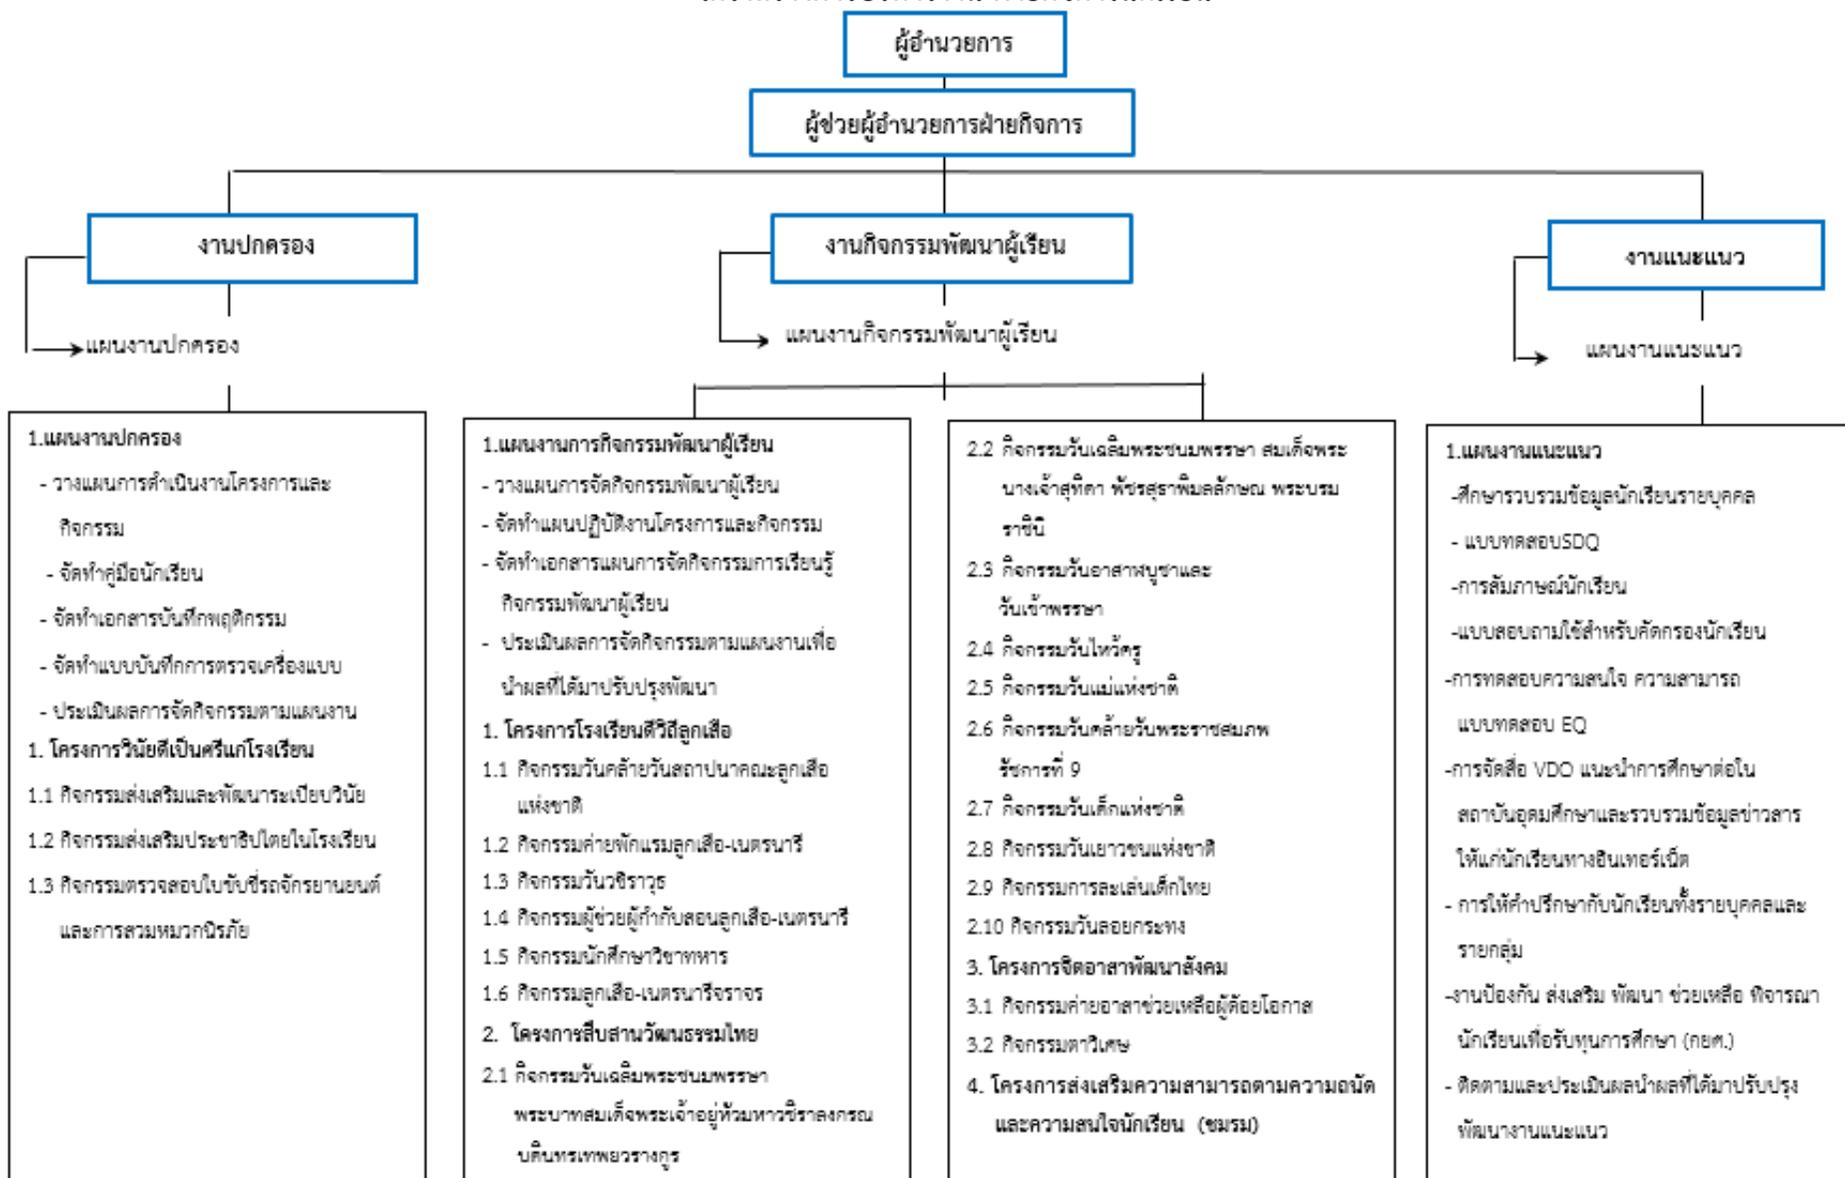 ผู้อำนวยการ
ผู้ช่วยผู้อำนวยการฝ่ายกิจการ
งานปกครอง
แผนงานปกครอง
1.แผนงานปกครอง
- วางแผนการดำเนินงานโครงการและ
กิจกรรม
- จัดทำคู่มือนักเรียน
- จัดทำเอกสารบันทึกพฤติกรรม
- จัดทำแบบบันทึกการตรวจเครื่องแบบ
- ประเมินผลการจัดกิจกรรมตามแผนงาน
1. โครงการวินัยดีเป็นศรีแก่โรงเรียน
1.1 กิจกรรมส่งเสริมและพัฒนาระเบียบวินัย
1.2 กิจกรรมส่งเสริมประชาธิปไตยในโรงเรียน
1.3 กิจกรรมตรวจสอบใบขับขี่รถจักรยานยนต์
และการสวมหมวกนิรภัย
งานกิจกรรมพัฒนาผู้เรียน
แผนงานกิจกรรมพัฒนาผู้เรียน
1.แผนงานการกิจกรรมพัฒนาผู้เรียน
- วางแผนการจัดกิจกรรมพัฒนาผู้เรียน
- จัดทำแผนปฏิบัติงานโครงการและกิจกรรม
- จัดทำเอกสารแผนการจัดกิจกรรมการเรียนรู้
กิจกรรมพัฒนาผู้เรียน
- ประเมินผลการจัดกิจกรรมตามแผนงานเพื่อ
นำผลที่ได้มาปรับปรุงพัฒนา
1. โครงการโรงเรียนดีวิถีลูกเสือ
1.1 กิจกรรมวันคล้ายวันสถาปนาคณะลูกเสือ
แห่งชาติ
1.2 กิจกรรมค่ายพักแรมลูกเสือ-เนตรนารี
1.3 กิจกรรมวันวชิราวุธ
1.4 กิจกรรมผู้ช่วยผู้กำกับสอนลูกเสือ-เนตรนารี
1.5 กิจกรรมนักศึกษาวิชาทหาร
1.6 กิจกรรมลูกเสือ-เนตรนารีจราจร
2. โครงการสืบสานวัฒนธรรมไทย
2.1 กิจกรรมวันเฉลิมพระชนมพรรษา
พระบาทสมเด็จพระเจ้าอยู่หัวมหาวชิราลงกรณ
บดินทรเทพยวรางกูร
2.2 กิจกรรมวันเฉลิมพระชนมพรรษา สมเด็จพระ
นางเจ้าสุทิดา พัชรสุธาพิมลลักษณ พระบรม
ราชินี
2.3 กิจกรรมวันอาสาฬบูชาและ
วันเข้าพรรษา
2.4 กิจกรรมวันไหว้ครู
2.5 กิจกรรมวันแม่แห่งชาติ
2.6 กิจกรรมวันคล้ายวันพระราชสมภพ
รัชการที่ 9
2.7 กิจกรรมวันเด็กแห่งชาติ
2.8 กิจกรรมวันเยาวชนแห่งชาติ
2.9 กิจกรรมการละเล่นเด็กไทย
2.10 กิจกรรมวันลอยกระทง
3. โครงการจิตอาสาพัฒนาสังคม
3.1 กิจกรรมค่ายอาสาช่วยเหลือผู้ด้อยโอกาส
3.2 กิจกรรมตาวิเศษ
4. โครงการส่งเสริมความสามารถตามความถนัด
และความสนใจนักเรียน (ชมรม)
งานแนะแนว
แผนงานแนะแนว
1.แผนงานแนะแนว
-ศึกษารวบรวมข้อมูลนักเรียนรายบุคคล
- แบบทดสอบSDQ
-การสัมภาษณ์นักเรียน
-แบบสอบถามใช้สำหรับคัดกรองนักเรียน
-การทดสอบความสนใจ ความสามารถ
แบบทดสอบ EQ
-การจัดสื่อ VDO แนะนำการศึกษาต่อใน
สถาบันอุดมศึกษาและรวบรวมข้อมูลข่าวสาร
ให้แก่นักเรียนทางอินเทอร์เน็ต
- การให้คำปรึกษากับนักเรียนทั้งรายบุคคลและ
รายกลุ่ม
-งานป้องกัน ส่งเสริม พัฒนา ช่วยเหลือ พิจารณา
นักเรียนเพื่อรับทุนการศึกษา (กยศ.)
- ติดตามและประเมินผลนำผลที่ได้มาปรับปรุง
พัฒนางานแนะแนว